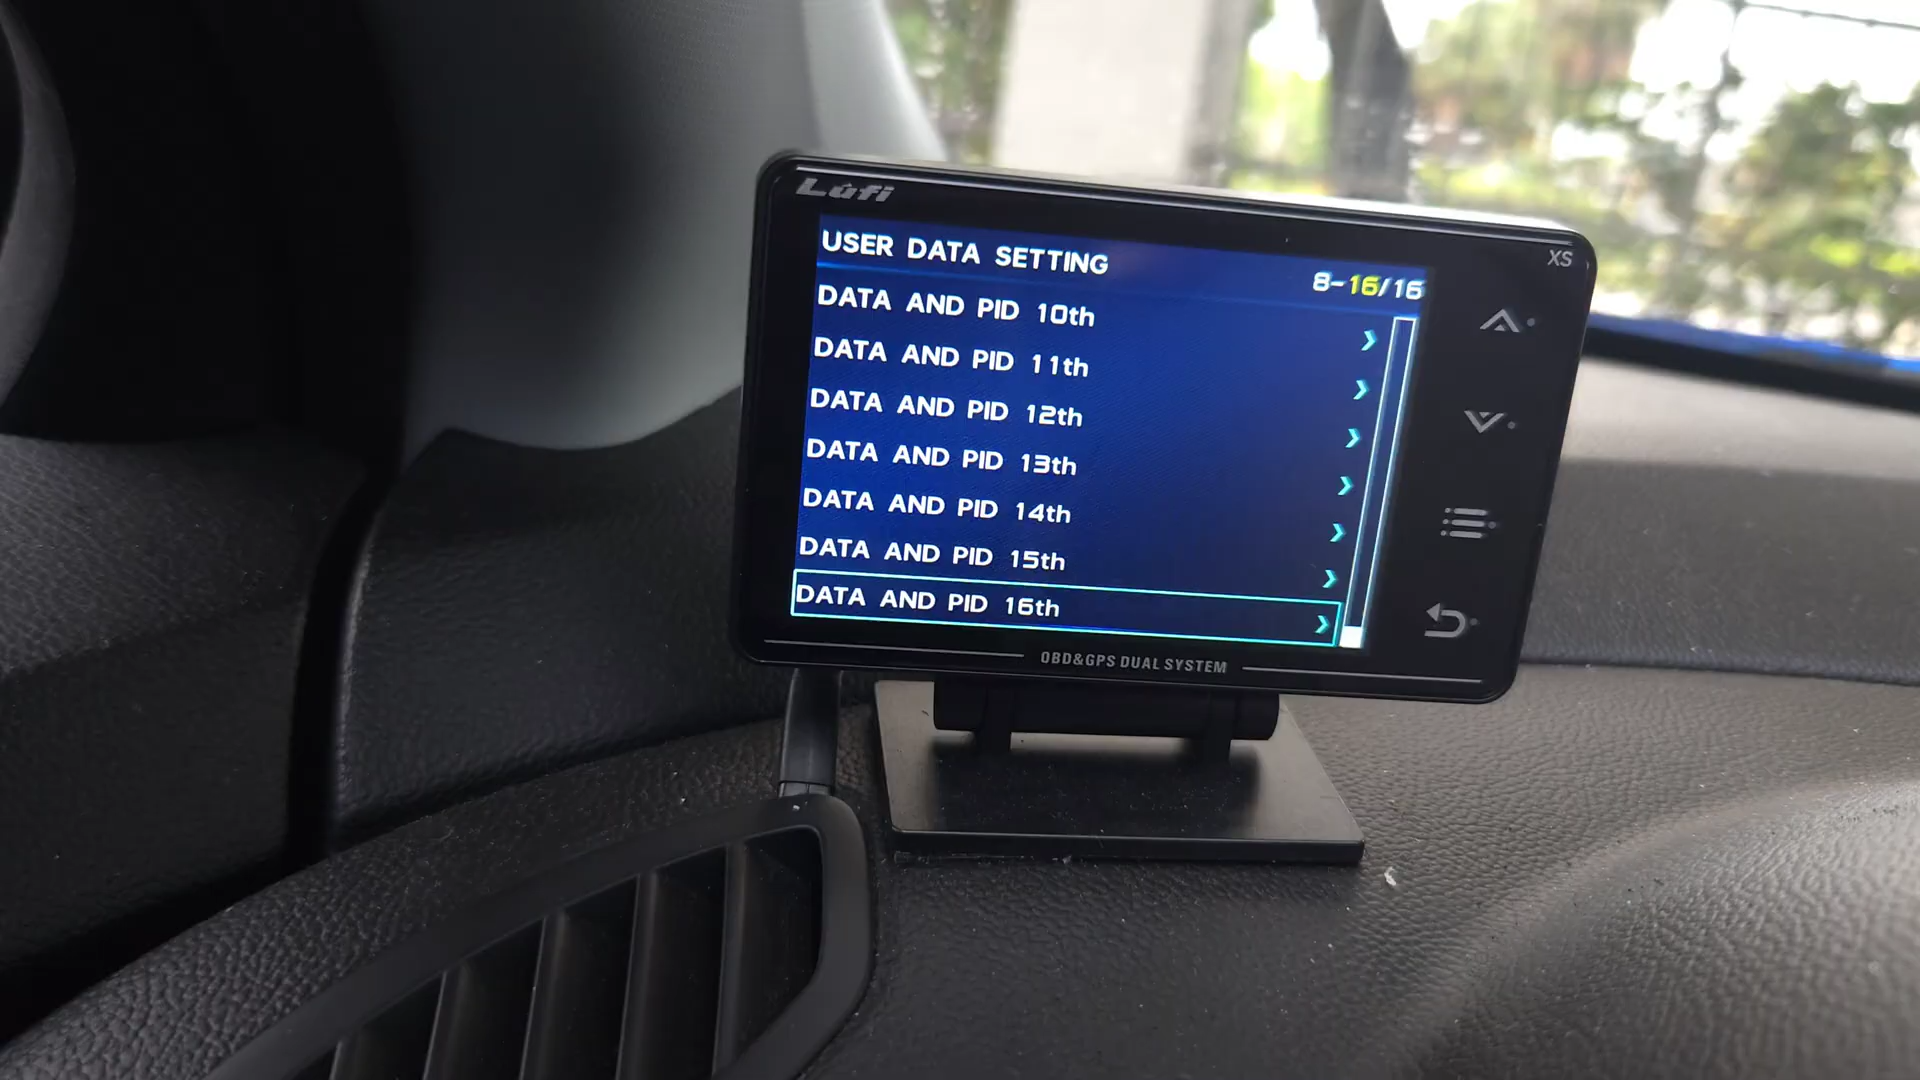 Lufi
XS
USER DATA SETTING
8-16/16
DATA AND PID 10th
DATA AND PID 11th
DATA AND PID 12th
DATA AND PID 13th
DATA AND PID 14th
DATA AND PID 15th
DATA AND PID 16th
OBD&GPS DUAL SYSTEM